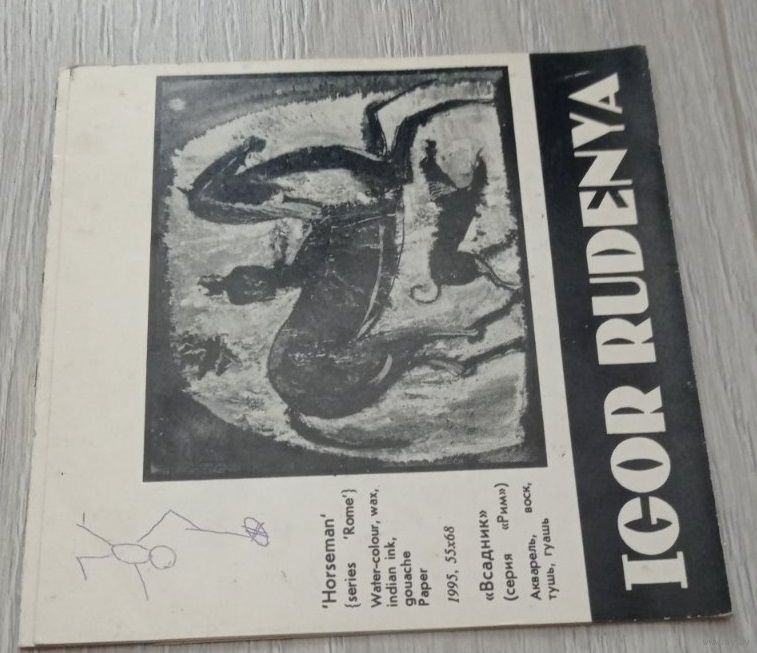 'Horseman'
{series 'Rome'}
Water-colour, wax,
indian ink,
gouache
Paper
1995, 55x68
«Всадник»
(серия «Рим»)
Акварель, воск,
тушь, гуашь
IGOR RUDENYA